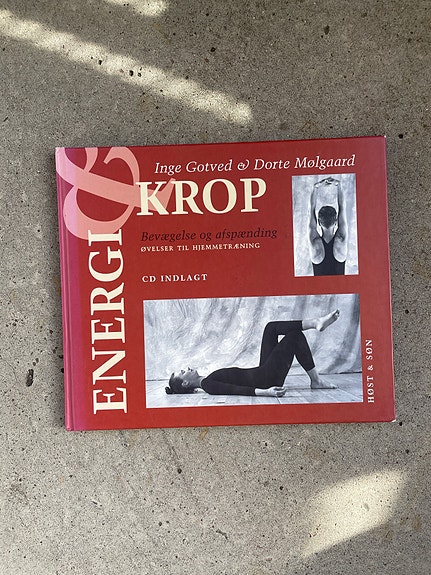 Inge Gotved & Dorte Mølgaard
ENERGI & KROP
Bevægelse og afspænding
ØVELSER TIL HJEMMETRÆNING
CD INDLAGT
HØST & SØN